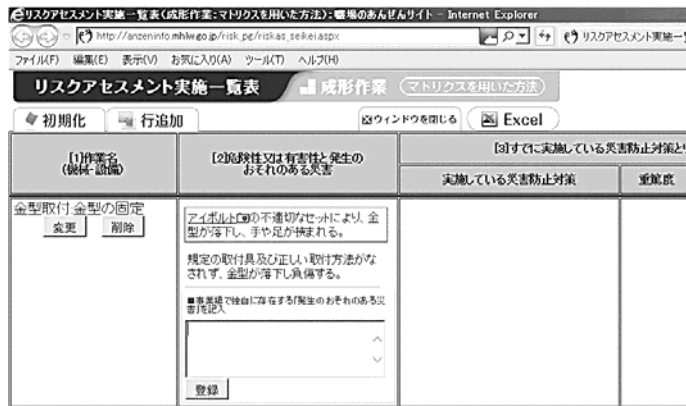 リスクアセスメント実施一覧表(成形作業:マトリクスを用いた方法):職場のあんぜんサイト - Internet Explorer
http://anzeninfo.mhlw.go.jp/risk_pe/riskas_seikei.aspx
リスクアセスメント実施一
ファイル(F) 編集(E) 表示(V) お気に入り(A) ツール(T) ヘルプ(H)
リスクアセスメント実施一覧表 成形作業 (マトリクスを用いた方法)
初期化 行追加 ウィンドウを閉じる Excel
[1]作業名
(機械・設備)
[2]危険性又は有害性と発生の
おそれのある災害
[3]すでに実施している災害防止対策と
実施している災害防止対策 重篤度
金型取付:金型の固定
変更 削除
アイボルトの不適切なセットにより、金
型が落下し、手や足が挟まれる。
規定の取付具及び正しい取付方法がな
されず、金型が落下し負傷する。
■事業場で独自に存在する「発生のおそれのある災
害」を記入
登録